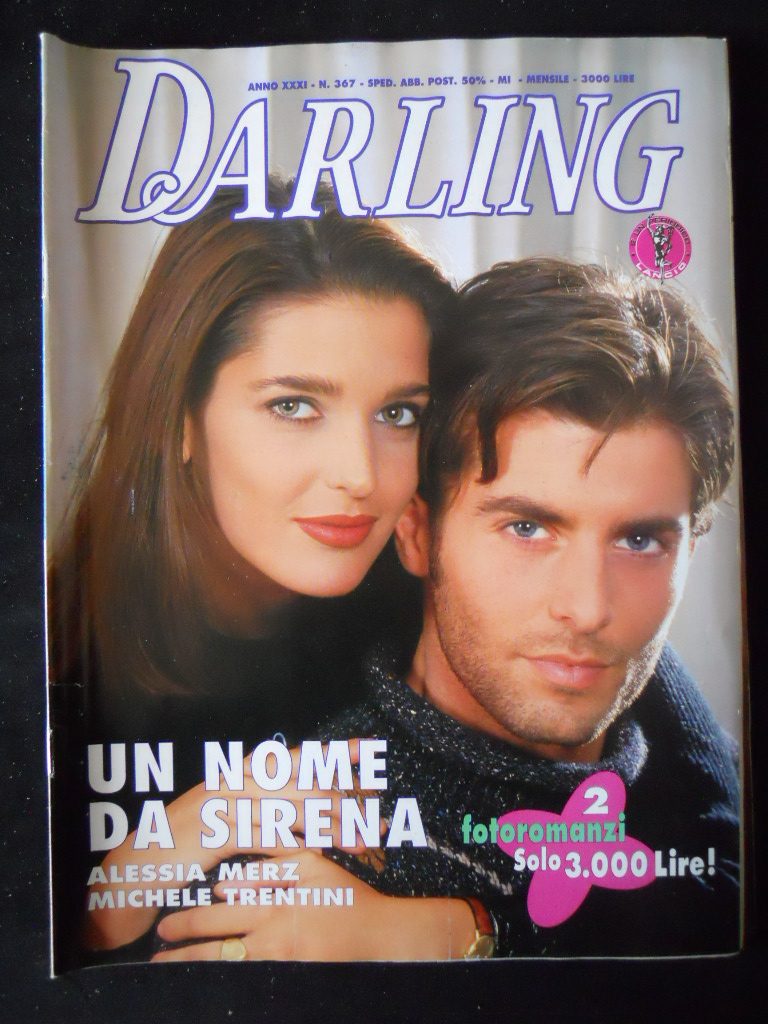 ANNO XXXI - N. 367 - SPED. ABB. POST. 50% - MI - MENSILE - 3000 LIRE
DARLING
LANCIO
UN NOME
DA SIRENA
ALESSIA MERZ
MICHELE TRENTINI
2
fotoromanzi
Solo 3.000 Lire!